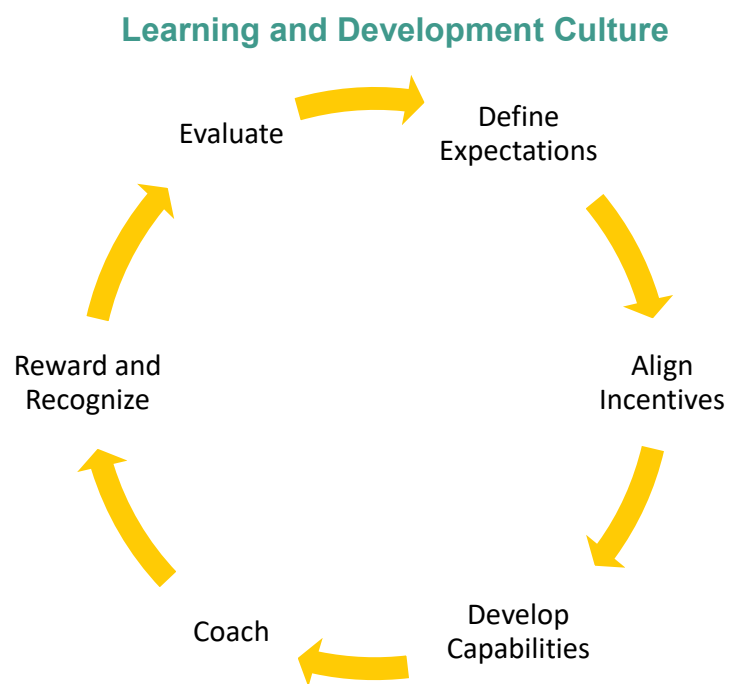 Learning and Development Culture
Define
Expectations
Align
Incentives
Develop
Capabilities
Coach
Reward and
Recognize
Evaluate